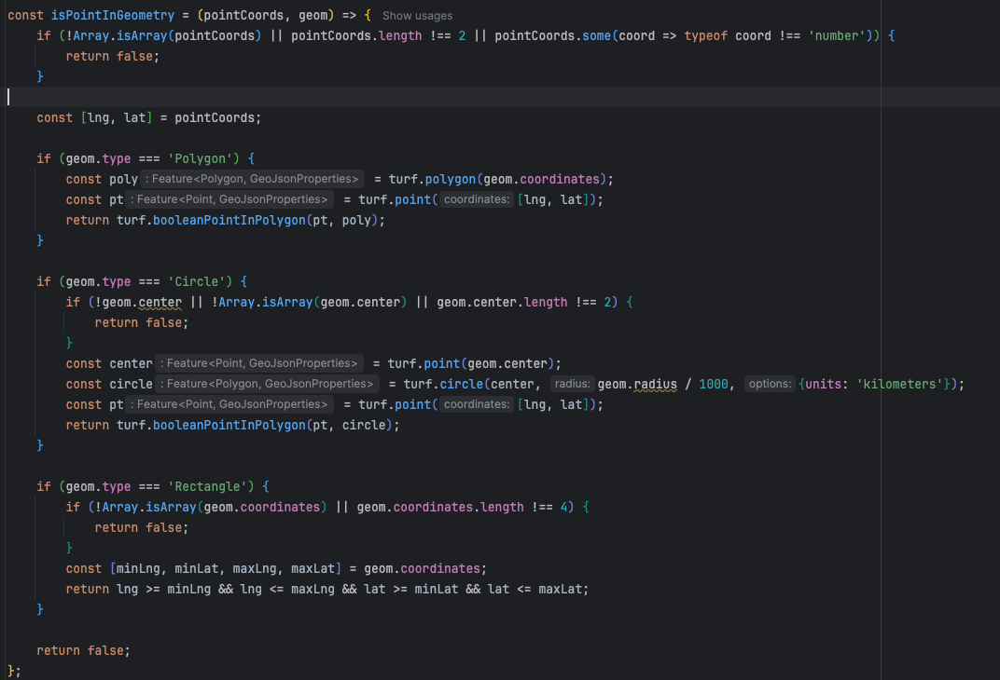 const isPointInGeometry = (pointCoords, geom) => { Show usages
    if (!Array.isArray(pointCoords) || pointCoords.length !== 2 || pointCoords.some(coord => typeof coord !== 'number')) {
        return false;
    }

    const [lng, lat] = pointCoords;

    if (geom.type === 'Polygon') {
        const poly : Feature<Polygon, GeoJsonProperties> = turf.polygon(geom.coordinates);
        const pt : Feature<Point, GeoJsonProperties> = turf.point( coordinates: [lng, lat]);
        return turf.booleanPointInPolygon(pt, poly);
    }

    if (geom.type === 'Circle') {
        if (!geom.center || !Array.isArray(geom.center) || geom.center.length !== 2) {
            return false;
        }
        const center : Feature<Point, GeoJsonProperties> = turf.point(geom.center);
        const circle : Feature<Polygon, GeoJsonProperties> = turf.circle(center, radius: geom.radius / 1000, options: {units: 'kilometers'});
        const pt : Feature<Point, GeoJsonProperties> = turf.point( coordinates: [lng, lat]);
        return turf.booleanPointInPolygon(pt, circle);
    }

    if (geom.type === 'Rectangle') {
        if (!Array.isArray(geom.coordinates) || geom.coordinates.length !== 4) {
            return false;
        }
        const [minLng, minLat, maxLng, maxLat] = geom.coordinates;
        return lng >= minLng && lng <= maxLng && lat >= minLat && lat <= maxLat;
    }

    return false;
};